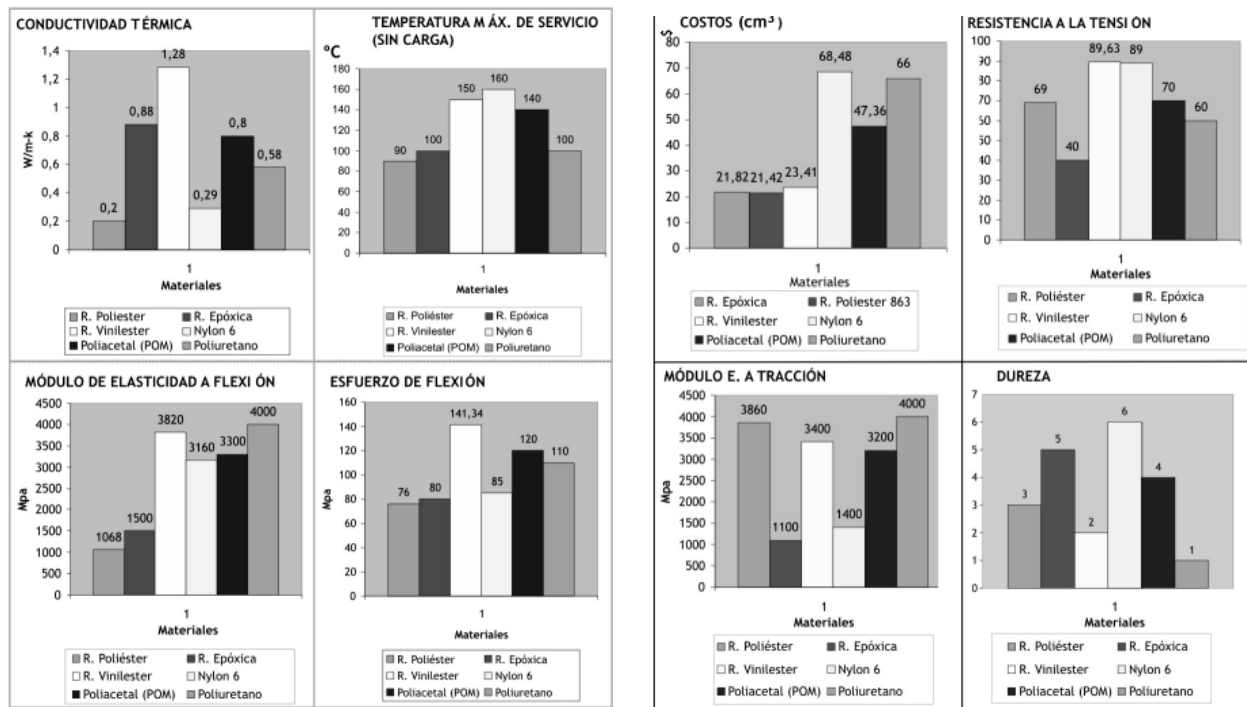 CONDUCTIVIDAD TÉRMICA
1,4
1,2
1
0,8
0,6
0,4
0,2
0
W/m-k
0,2
0,88
1,28
0,29
0,8
0,58
1
Materiales
R. Poliester
R. Epóxica
R. Vinilester
Nylon 6
Poliacetal (POM)
Poliuretano
TEMPERATURA MÁX. DE SERVICIO
(SIN CARGA)
ºC
180
160
140
120
100
80
60
40
20
0
90
100
150
160
140
100
1
Materiales
R. Poliéster
R. Epóxica
R. Vinilester
Nylon 6
Poliacetal (POM)
Poliuretano
COSTOS (cm³)
$
80
70
60
50
40
30
20
10
0
21,82
21,42
23,41
68,48
47,36
66
1
Materiales
R. Epóxica
R. Poliester 863
R. Vinilester
Nylon 6
Poliacetal (POM)
Poliuretano
RESISTENCIA A LA TENSIÓN
100
90
80
70
60
50
40
30
20
10
0
69
40
89,63
89
70
60
1
Materiales
R. Poliéster
R. Epóxica
R. Vinilester
Nylon 6
Poliacetal (POM)
Poliuretano
MÓDULO DE ELASTICIDAD A FLEXIÓN
4500
4000
3500
3000
2500
2000
1500
1000
500
0
Mpa
1068
1500
3820
3160
3300
4000
1
Materiales
R. Poliéster
R. Epóxica
R. Vinilester
Nylon 6
Poliacetal (POM)
Poliuretano
ESFUERZO DE FLEXIÓN
160
140
120
100
80
60
40
20
0
Mpa
76
80
141,34
85
120
110
1
Materiales
R. Poliéster
R. Epóxica
R. Vinilester
Nylon 6
Poliacetal (POM)
Poliuretano
MÓDULO E. A TRACCIÓN
4500
4000
3500
3000
2500
2000
1500
1000
500
0
Mpa
3860
1100
3400
1400
3200
4000
1
Materiales
R. Poliéster
R. Epóxica
R. Vinilester
Nylon 6
Poliacetal (POM)
Poliuretano
DUREZA
7
6
5
4
3
2
1
0
3
5
2
6
4
1
1
Materiales
R. Poliéster
R. Epóxica
R. Vinilester
Nylon 6
Poliacetal (POM)
Poliuretano